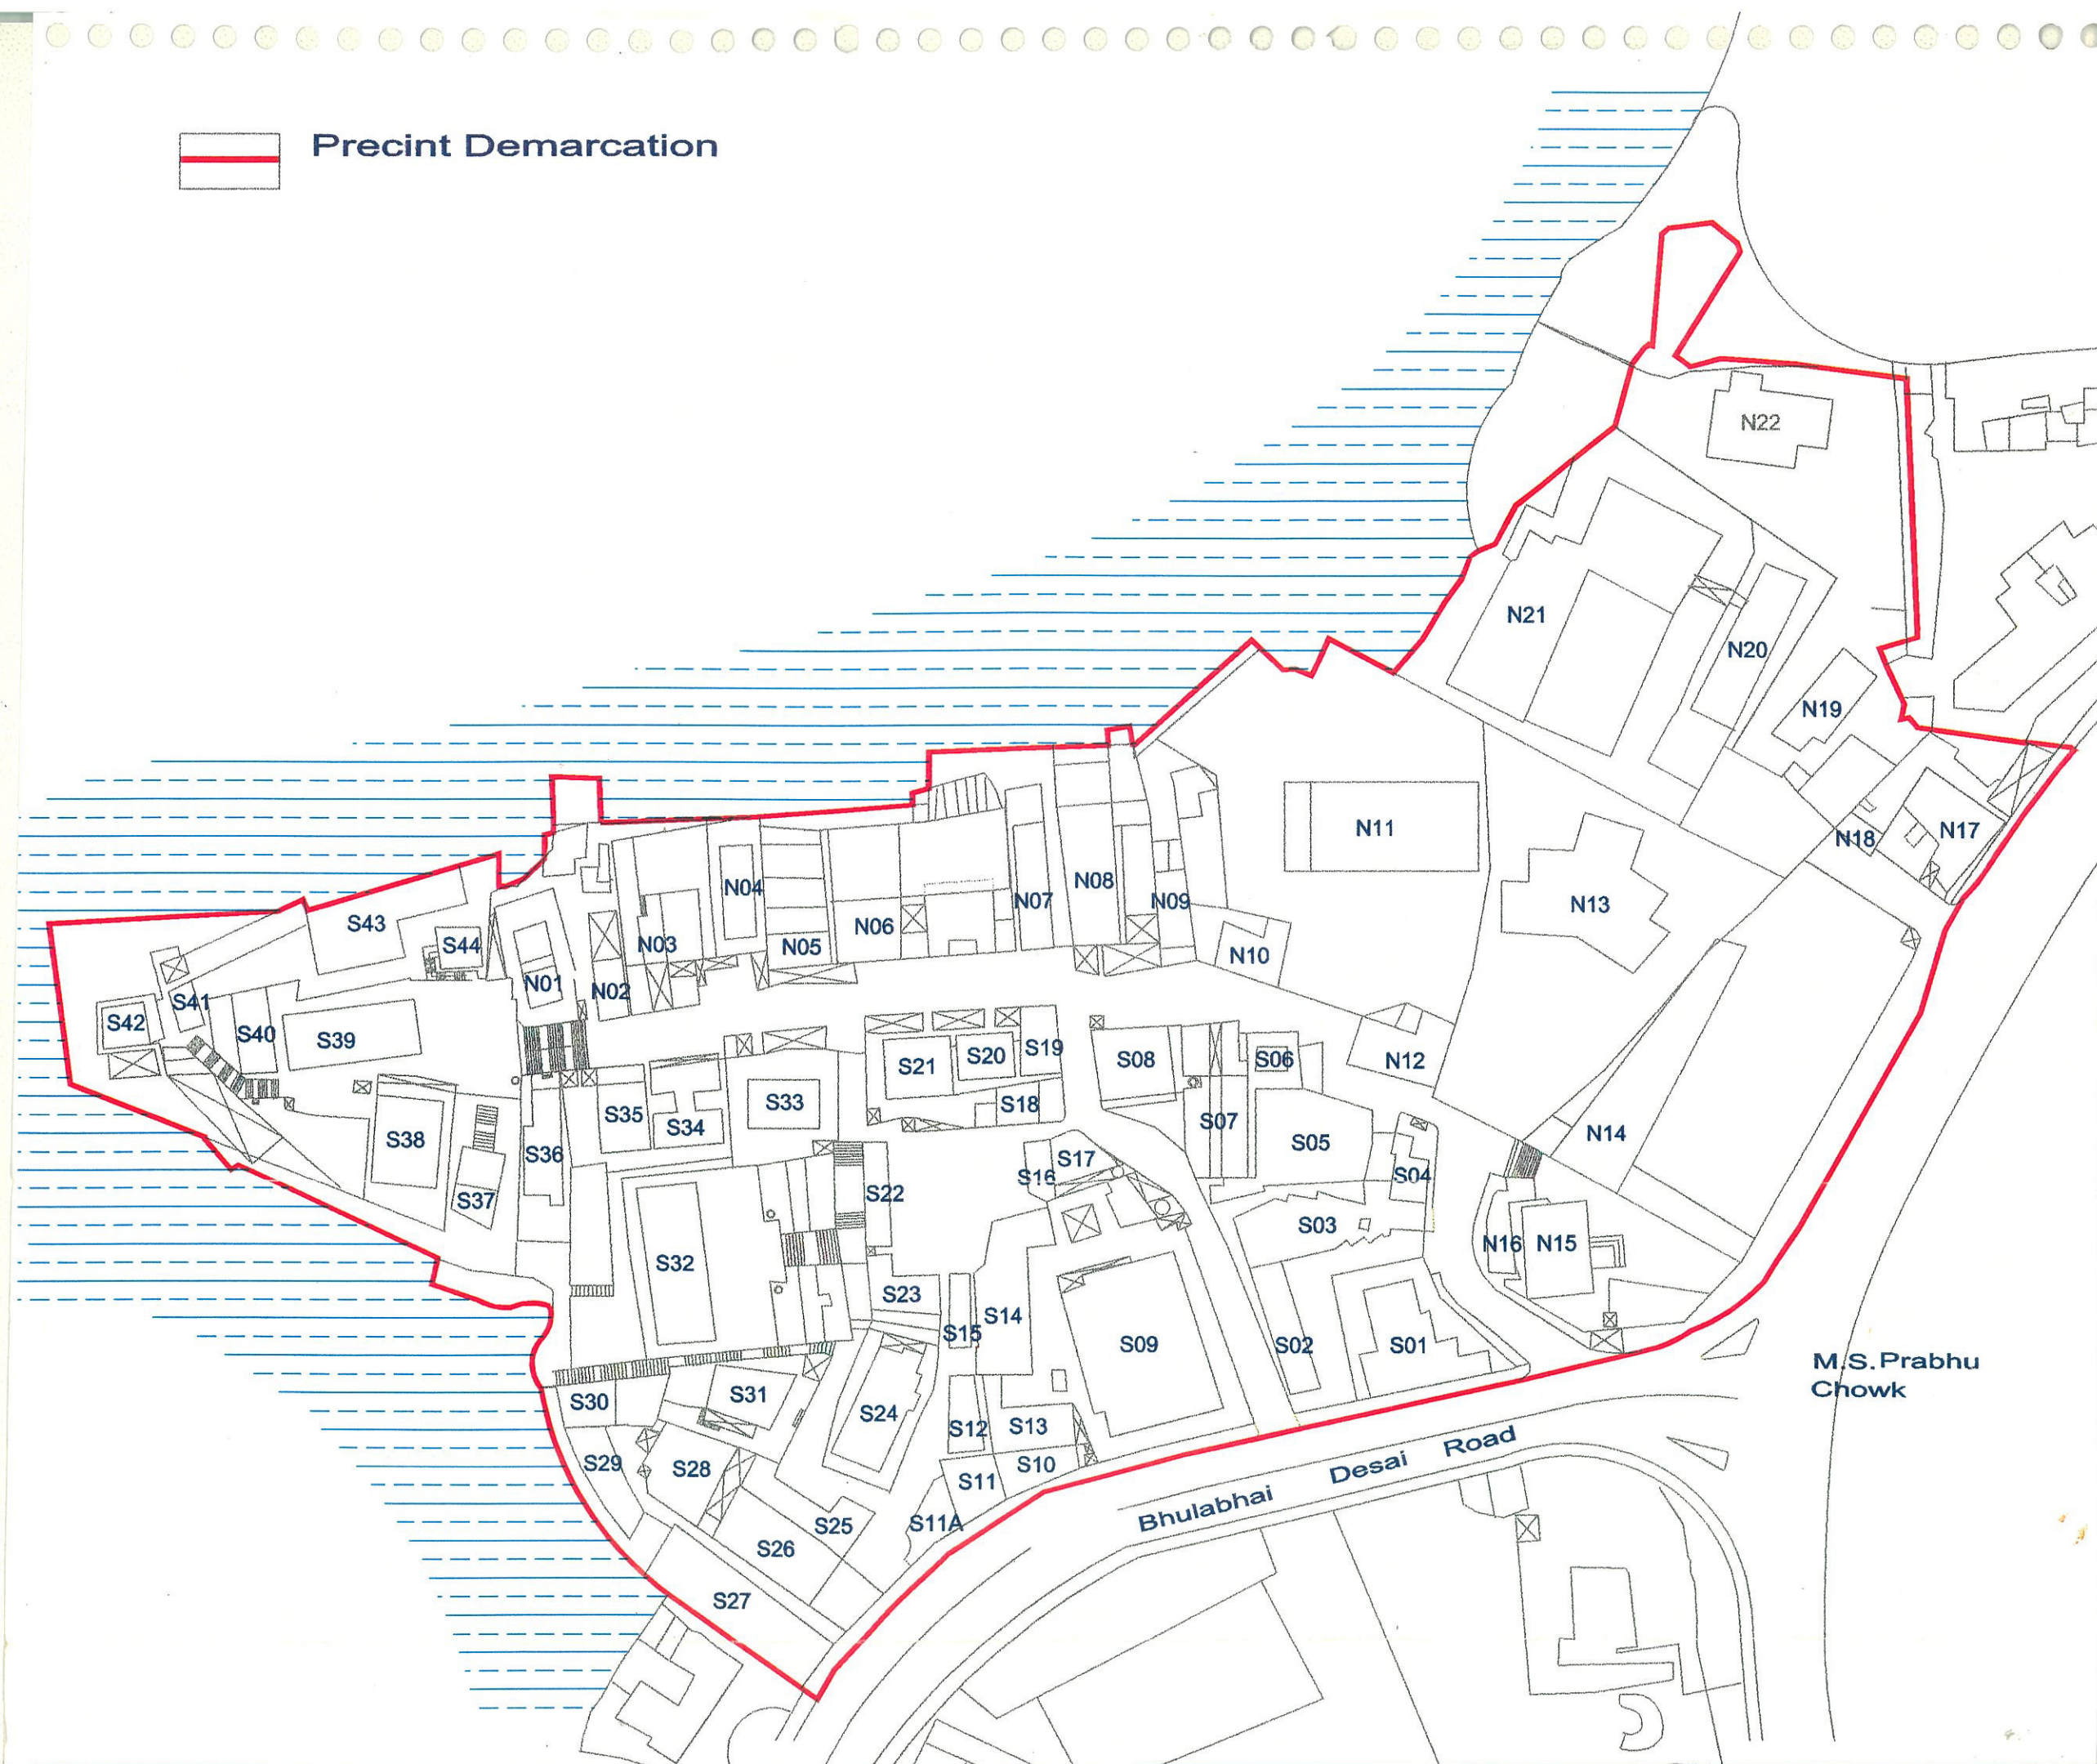 Precint Demarcation
N22
N21
N20
N19
N18
N17
N11
N13
N04
N08
N07
N09
N06
N05
N03
N10
N01
N02
N12
N14
N16
N15
S43
S44
S41
S42
S40
S39
S38
S37
S36
S35
S34
S33
S21
S20
S19
S18
S08
S06
S07
S05
S04
S03
S17
S16
S22
S32
S23
S15
S14
S09
S02
S01
S30
S31
S24
S12
S13
S29
S28
S11
S10
S25
S11A
S26
S27
M.S.Prabhu
Chowk
Bhulabhai Desai Road